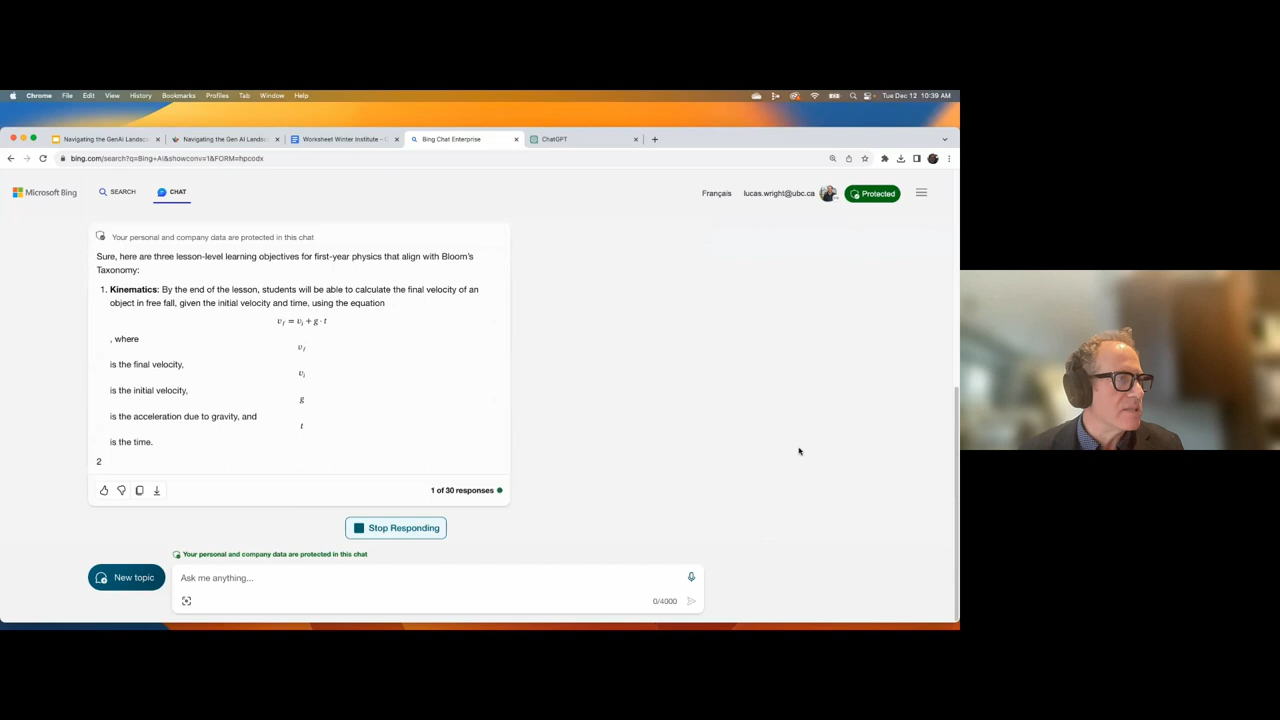 Chrome File Edit View History Bookmarks Profiles Tab Window Help Tue Dec 12 10:39 AM
Navigating the GenAi Landsc Navigating the Gen AI Landsc Worksheet Winter Institute – Bing Chat Enterprise ChatGPT
bing.com/search?q=Bing+AI&showconv=1&FORM=hpcodx
Microsoft Bing SEARCH CHAT Français lucas.wright@ubc.ca Protected
Your personal and company data are protected in this chat
Sure, here are three lesson-level learning objectives for first-year physics that align with Bloom's
Taxonomy:
1. Kinematics: By the end of the lesson, students will be able to calculate the final velocity of an
object in free fall, given the initial velocity and time, using the equation
v_f = v_i + g · t
, where
v_f
is the final velocity,
v_i
is the initial velocity,
g
is the acceleration due to gravity, and
t
is the time.
2
1 of 30 responses
Stop Responding
Your personal and company data are protected in this chat
New topic
Ask me anything...
0/4000